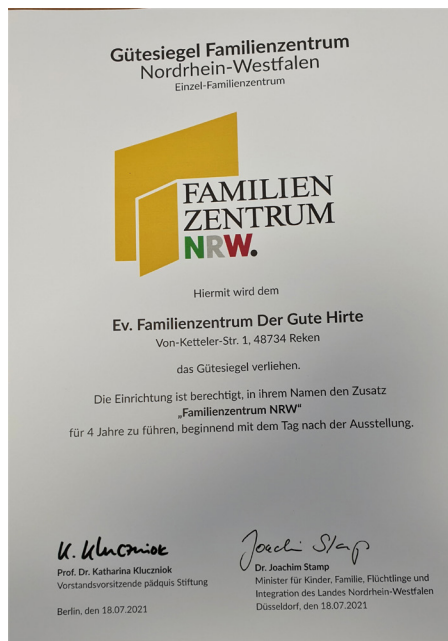 Gütesiegel Familienzentrum
Nordrhein-Westfalen
Einzel-Familienzentrum
FAMILIEN
ZENTRUM
NRW.
Hiermit wird dem
Ev. Familienzentrum Der Gute Hirte
Von-Ketteler-Str. 1, 48734 Reken
das Gütesiegel verliehen.
Die Einrichtung ist berechtigt, in ihrem Namen den Zusatz
„Familienzentrum NRW“
für 4 Jahre zu führen, beginnend mit dem Tag nach der Ausstellung.
K. Kluczniok
Prof. Dr. Katharina Kluczniok
Vorstandsvorsitzende pädquis Stiftung
Berlin, den 18.07.2021
Joachim Stamp
Dr. Joachim Stamp
Minister für Kinder, Familie, Flüchtlinge und
Integration des Landes Nordrhein-Westfalen
Düsseldorf, den 18.07.2021